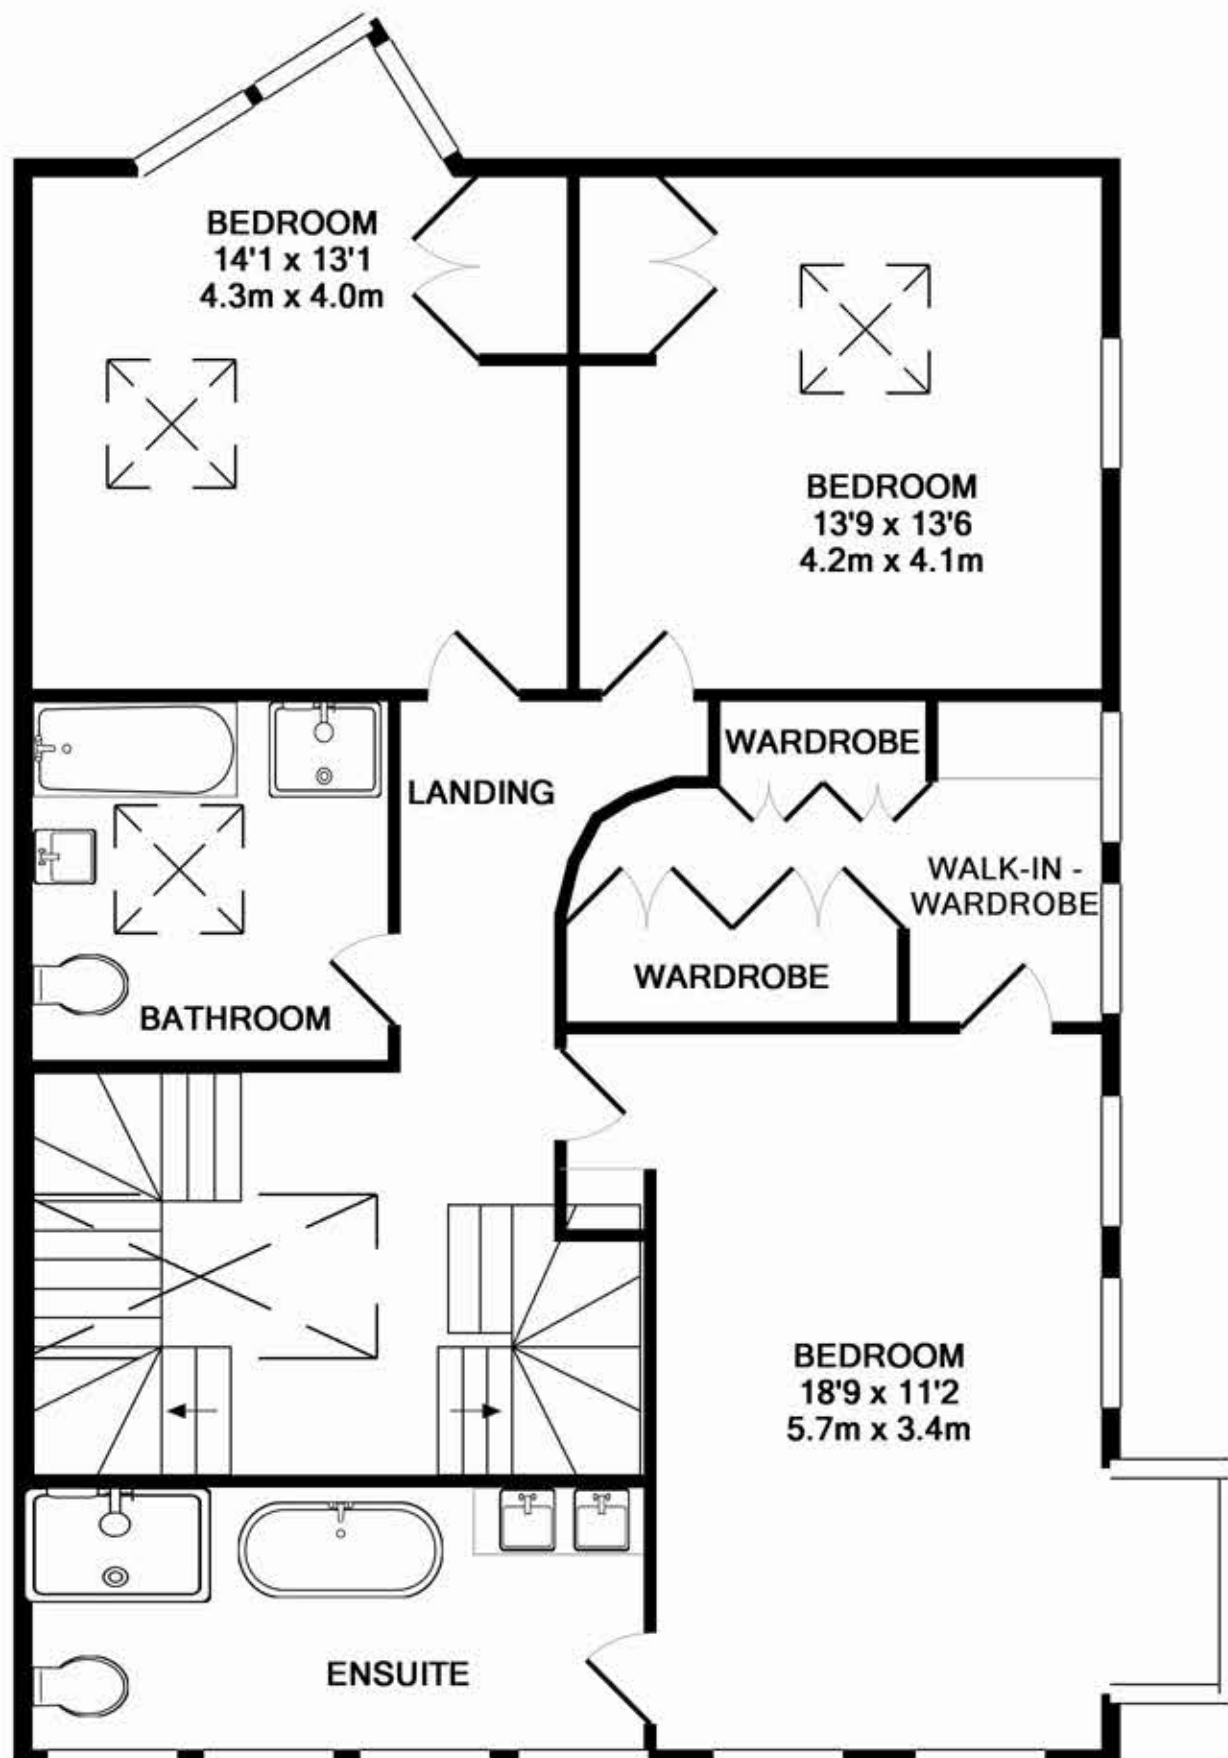 BEDROOM
14'1 x 13'1
4.3m x 4.0m
BEDROOM
13'9 x 13'6
4.2m x 4.1m
WARDROBE
LANDING
WALK-IN -
WARDROBE
WARDROBE
BATHROOM
BEDROOM
18'9 x 11'2
5.7m x 3.4m
ENSUITE